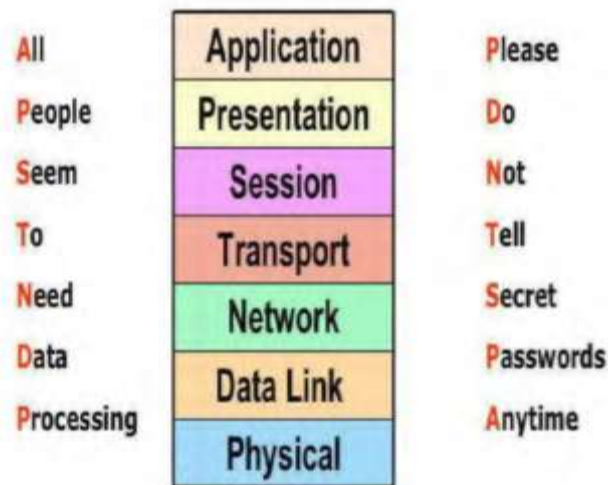 All
People
Seem
To
Need
Data
Processing
Application
Presentation
Session
Transport
Network
Data Link
Physical
Please
Do
Not
Tell
Secret
Passwords
Anytime